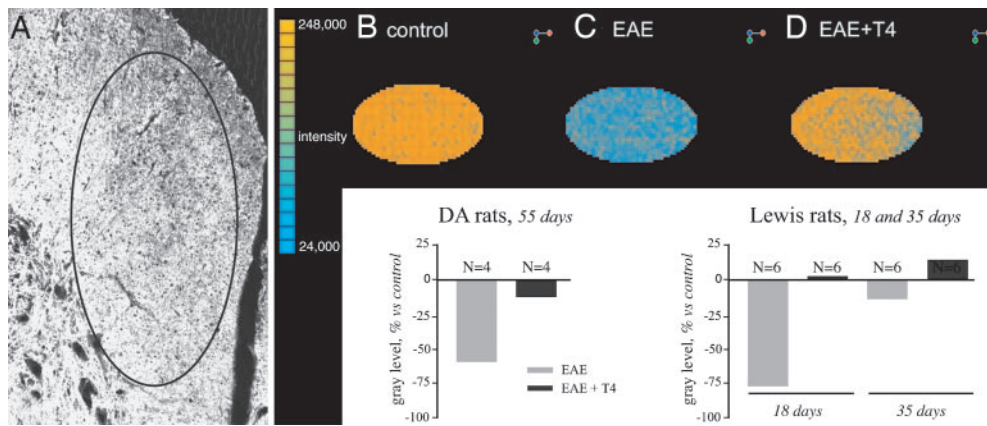 A
248,000
intensity
24,000
B control
C EAE
D EAE+T4
DA rats, 55 days
gray level, % vs control
25
0
-25
-50
-75
-100
N=4 N=4
EAE
EAE + T4
Lewis rats, 18 and 35 days
gray level, % vs control
25
0
-25
-50
-75
-100
N=6 N=6 N=6 N=6
18 days 35 days